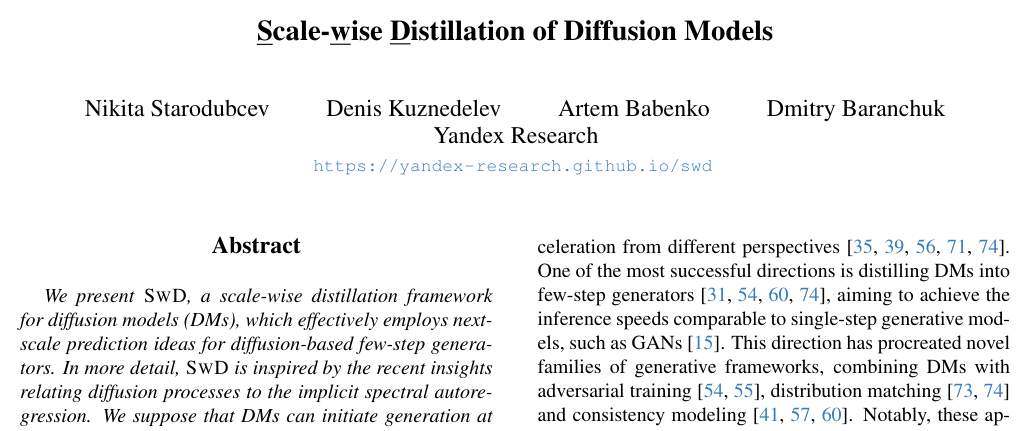 Scale-wise Distillation of Diffusion Models
Nikita Starodubcev Denis Kuznedelev Artem Babenko Dmitry Baranchuk
Yandex Research
https://yandex-research.github.io/swd
Abstract
We present SWD, a scale-wise distillation framework
for diffusion models (DMs), which effectively employs next-
scale prediction ideas for diffusion-based few-step genera-
tors. In more detail, SWD is inspired by the recent insights
relating diffusion processes to the implicit spectral autore-
gression. We suppose that DMs can initiate generation at
celeration from different perspectives [35, 39, 56, 71, 74].
One of the most successful directions is distilling DMs into
few-step generators [31, 54, 60, 74], aiming to achieve the
inference speeds comparable to single-step generative mod-
els, such as GANs [15]. This direction has procreated novel
families of generative frameworks, combining DMs with
adversarial training [54, 55], distribution matching [73, 74]
and consistency modeling [41, 57, 60]. Notably, these ap-